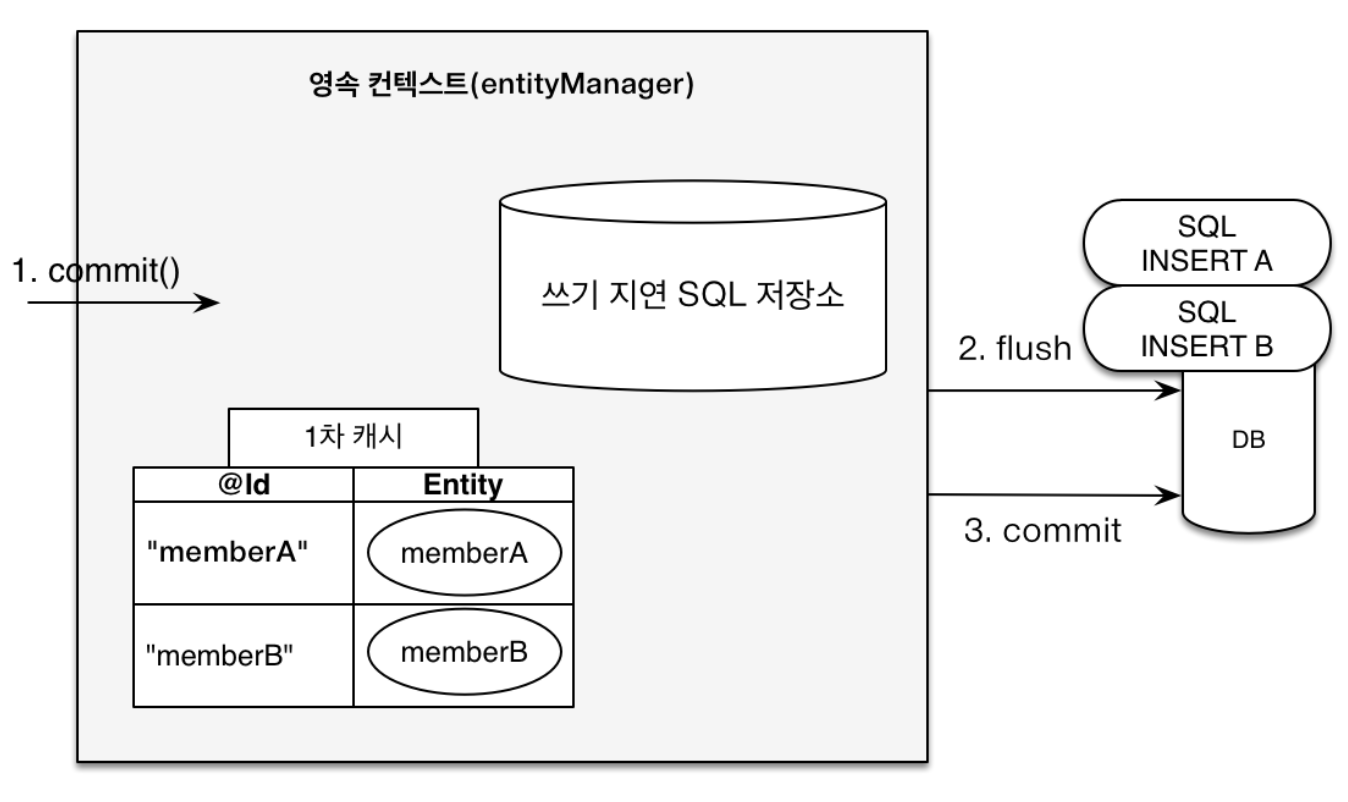 영속 컨텍스트(entityManager)
1. commit()
쓰기 지연 SQL 저장소
SQL
INSERT A
SQL
INSERT B
2. flush
DB
3. commit
1차 캐시
@Id Entity
"memberA" memberA
"memberB" memberB